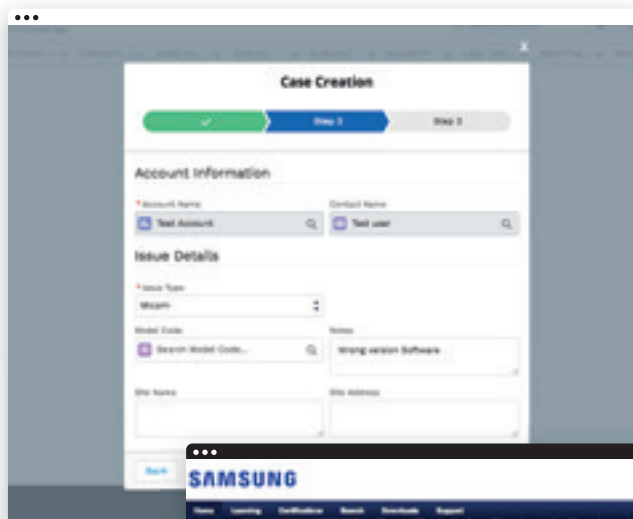 x
Case Creation
Step 2
Step 3
Account Information
* Account Name
Contact Name
Test Account
Test user
Issue Details
* Issue Type
Model Code
Notes
Search Model Code...
Wrong version Software
Site Name
Site Address
Back
SAMSUNG
Home Learning Certifications Search Downloads Support